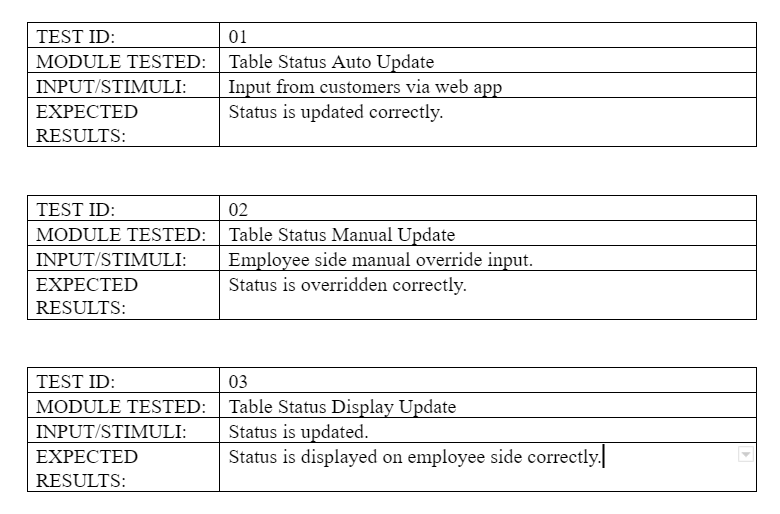 TEST ID: 01
MODULE TESTED: Table Status Auto Update
INPUT/STIMULI: Input from customers via web app
EXPECTED Status is updated correctly.
RESULTS:
TEST ID: 02
MODULE TESTED: Table Status Manual Update
INPUT/STIMULI: Employee side manual override input.
EXPECTED Status is overridden correctly.
RESULTS:
TEST ID: 03
MODULE TESTED: Table Status Display Update
INPUT/STIMULI: Status is updated.
EXPECTED Status is displayed on employee side correctly.
RESULTS: